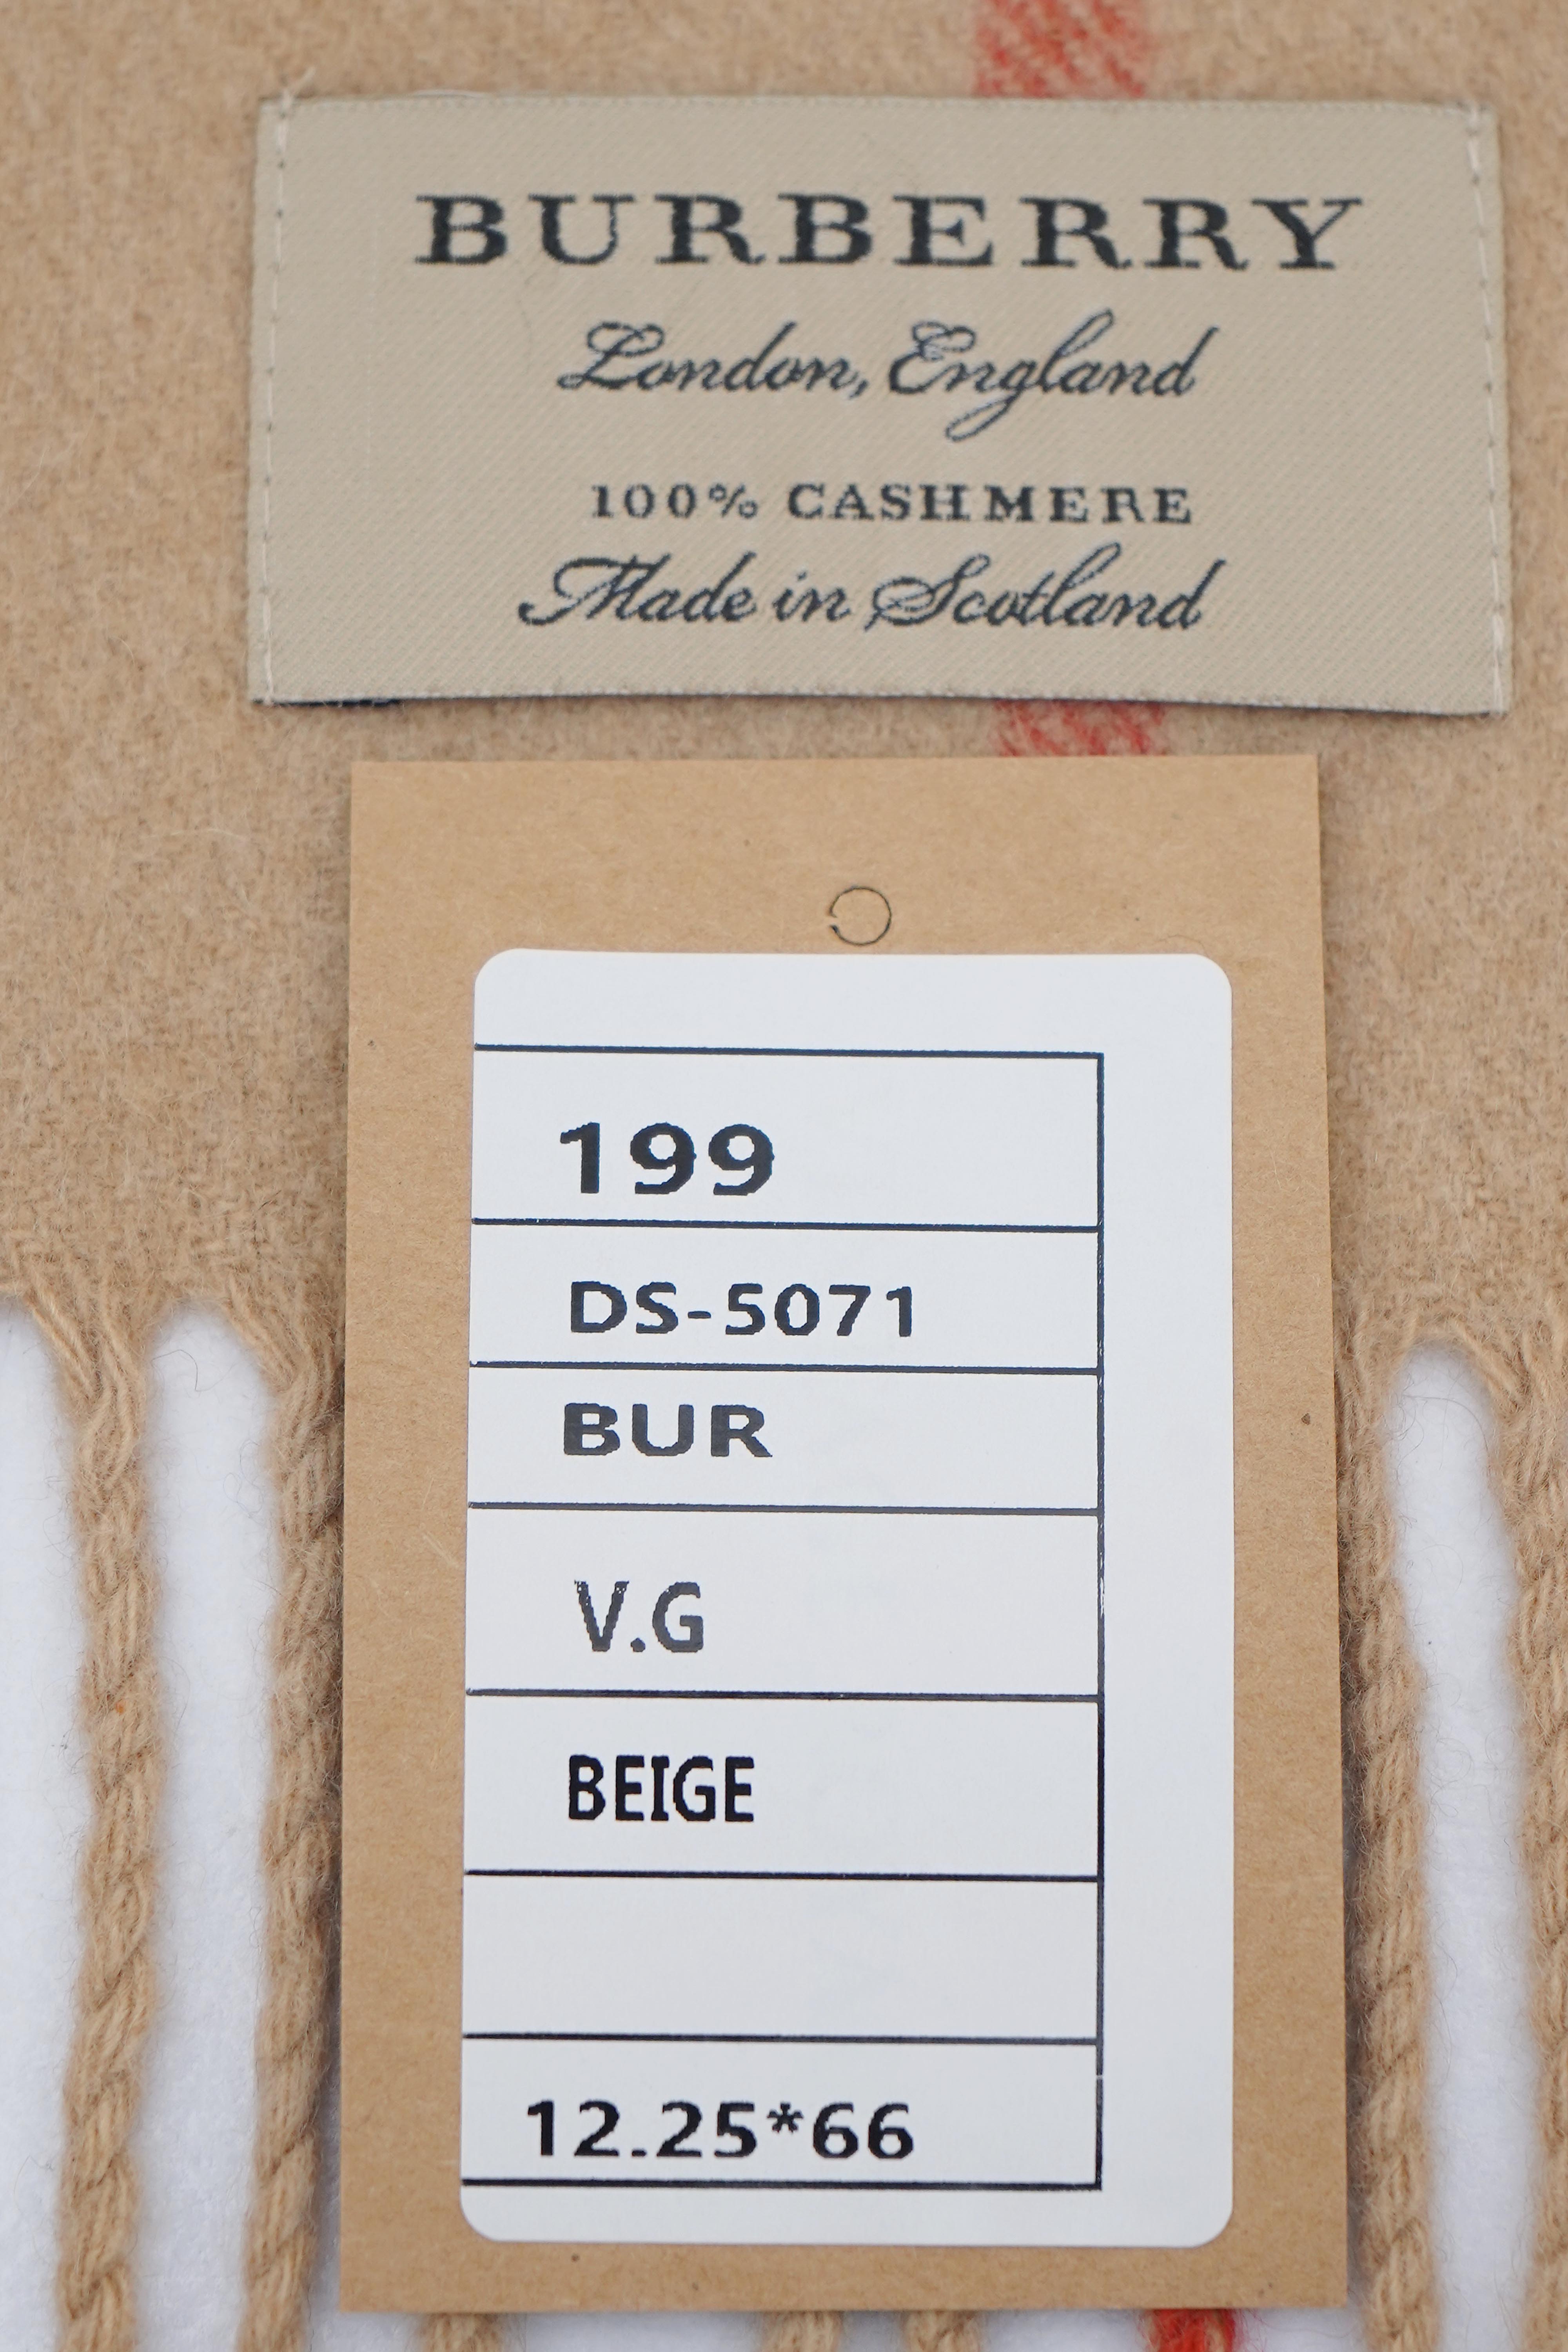 BURBERRY
London, England
100% CASHMERE
Made in Scotland
199
DS-5071
BUR
V.G
BEIGE
12.25*66